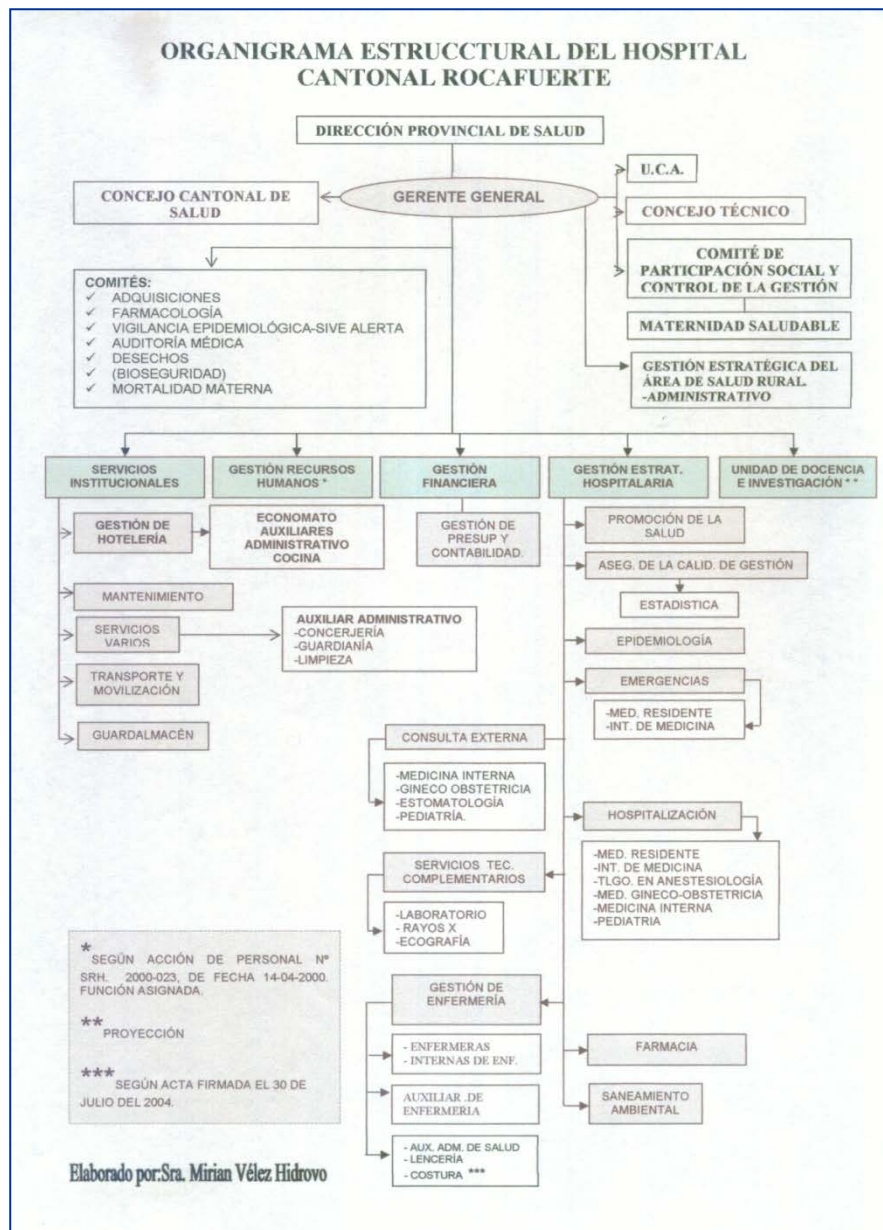 ORGANIGRAMA ESTRUCCTURAL DEL HOSPITAL
CANTONAL ROCAFUERTE
DIRECCIÓN PROVINCIAL DE SALUD
U.C.A.
CONCEJO CANTONAL DE
SALUD
GERENTE GENERAL
CONCEJO TÉCNICO
COMITÉ DE
PARTICIPACIÓN SOCIAL Y
CONTROL DE LA GESTIÓN
MATERNIDAD SALUDABLE
GESTIÓN ESTRATÉGICA DEL
ÁREA DE SALUD RURAL.
-ADMINISTRATIVO
COMITÉS:
✓ ADQUISICIONES
✓ FARMACOLOGÍA
✓ VIGILANCIA EPIDEMIOLÓGICA-SIVE ALERTA
✓ AUDITORÍA MÉDICA
✓ DESECHOS
✓ (BIOSEGURIDAD)
✓ MORTALIDAD MATERNA
SERVICIOS
INSTITUCIONALES
GESTIÓN RECURSOS
HUMANOS *
GESTIÓN
FINANCIERA
GESTIÓN ESTRAT.
HOSPITALARIA
UNIDAD DE DOCENCIA
E INVESTIGACIÓN * *
GESTIÓN DE
HOTELERÍA
ECONOMATO
AUXILIARES
ADMINISTRATIVO
COCINA
MANTENIMIENTO
SERVICIOS
VARIOS
AUXILIAR ADMINISTRATIVO
-CONCERJERÍA
-GUARDIANÍA
-LIMPIEZA
TRANSPORTE Y
MOVILIZACIÓN
GUARDALMACÉN
GESTIÓN DE
PRESUP Y
CONTABILIDAD.
PROMOCIÓN DE LA
SALUD
ASEG. DE LA CALID. DE GESTIÓN
ESTADISTICA
EPIDEMIOLOGÍA
EMERGENCIAS
-MED. RESIDENTE
-INT. DE MEDICINA
CONSULTA EXTERNA
-MEDICINA INTERNA
-GINECO OBSTETRICIA
-ESTOMATOLOGÍA
-PEDIATRÍA.
HOSPITALIZACIÓN
-MED. RESIDENTE
-INT. DE MEDICINA
-TLGO. EN ANESTESIOLOGÍA
-MED. GINECO-OBSTETRICIA
-MEDICINA INTERNA
-PEDIATRIA
SERVICIOS TEC.
COMPLEMENTARIOS
-LABORATORIO
- RAYOS X
- ECOGRAFÍA
GESTIÓN DE
ENFERMERÍA
- ENFERMERAS
- INTERNAS DE ENF.
AUXILIAR .DE
ENFERMERIA
- AUX. ADM. DE SALUD
- LENCERÍA
- COSTURA ***
FARMACIA
SANEAMIENTO
AMBIENTAL
*SEGÚN ACCIÓN DE PERSONAL Nº
SRH. 2000-023, DE FECHA 14-04-2000.
FUNCIÓN ASIGNADA.
**PROYECCIÓN
***SEGÚN ACTA FIRMADA EL 30 DE
JULIO DEL 2004.
Elaborado por:Sra. Mirian Vélez Hidrovo